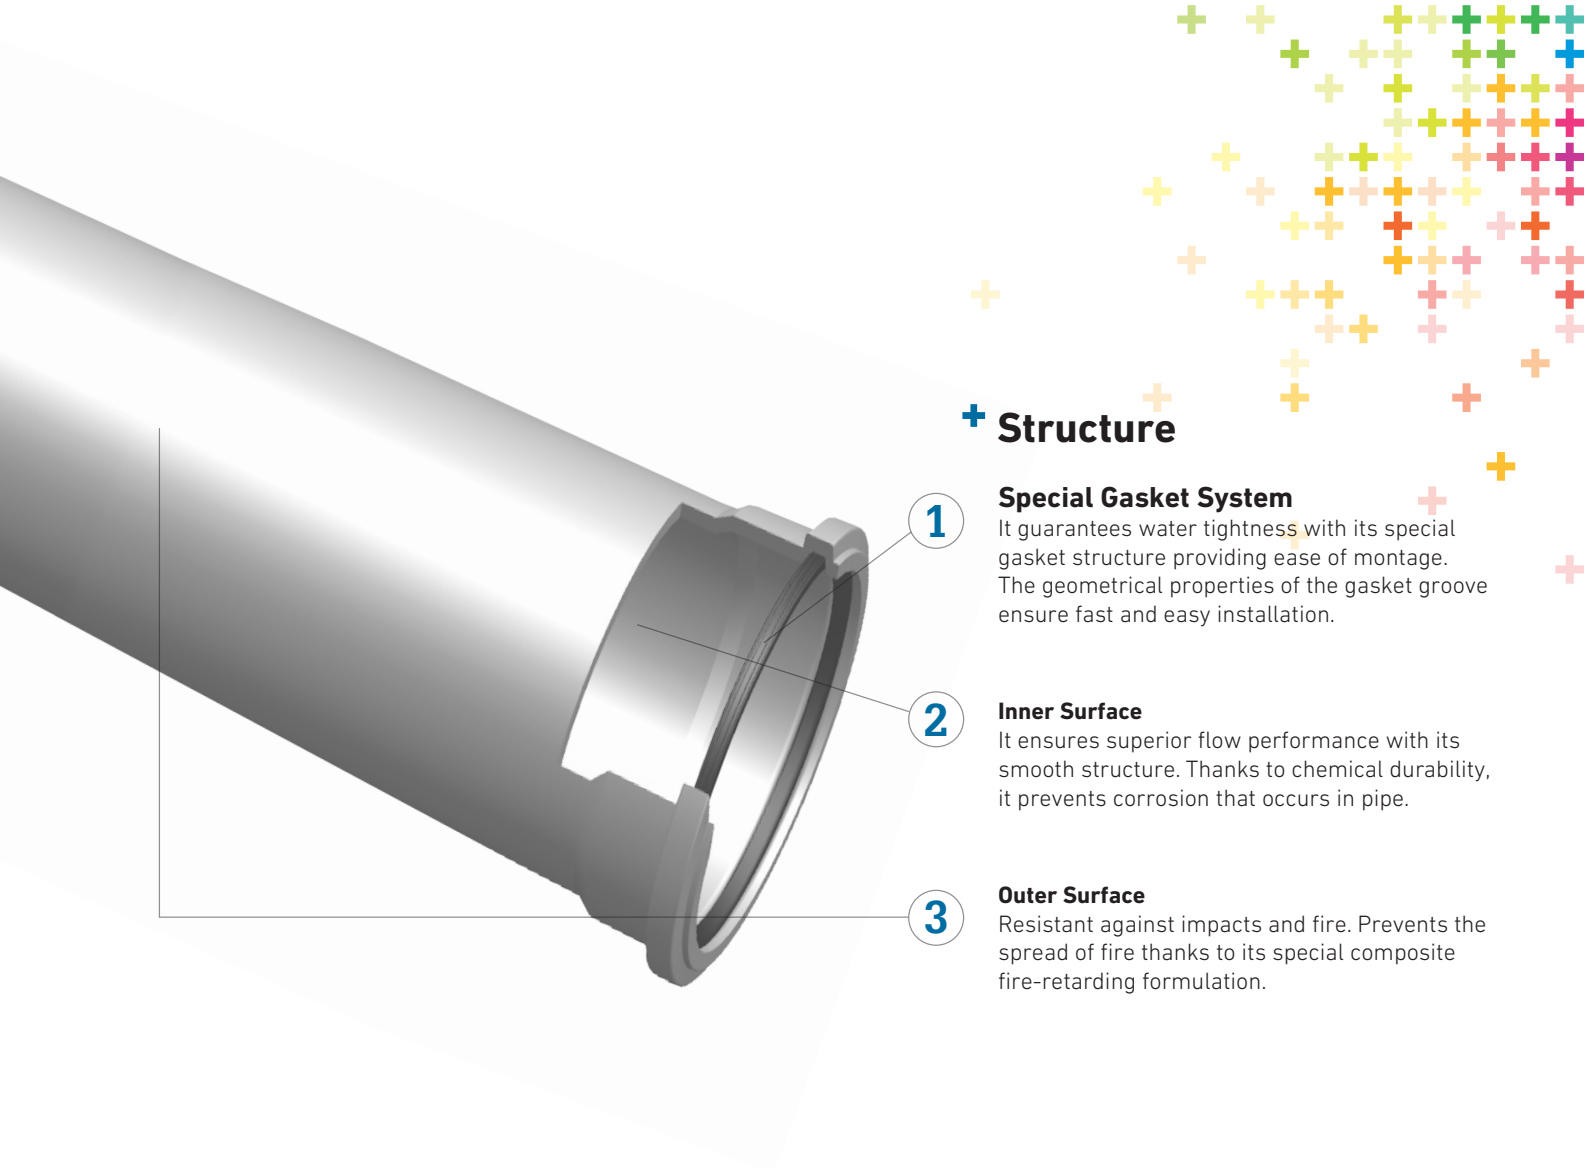 Structure
1
Special Gasket System
It guarantees water tightness with its special
gasket structure providing ease of montage.
The geometrical properties of the gasket groove
ensure fast and easy installation.
2
Inner Surface
It ensures superior flow performance with its
smooth structure. Thanks to chemical durability,
it prevents corrosion that occurs in pipe.
3
Outer Surface
Resistant against impacts and fire. Prevents the
spread of fire thanks to its special composite
fire-retarding formulation.